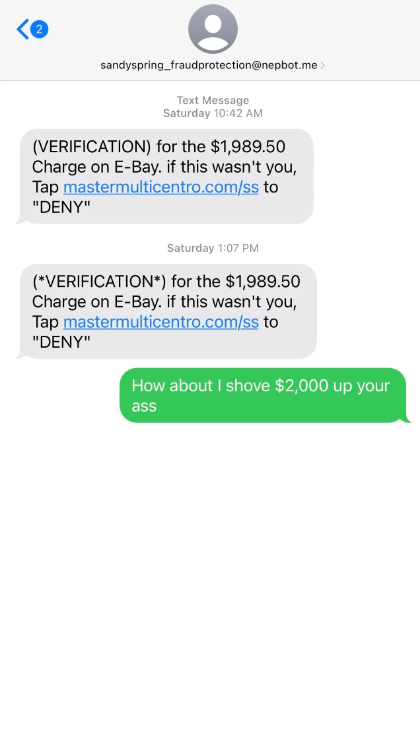 2
sandyspring_fraudprotection@nepbot.me
Text Message
Saturday 10:42 AM
(VERIFICATION) for the $1,989.50
Charge on E-Bay. if this wasn't you,
Tap mastermulticentro.com/ss to
"DENY"
Saturday 1:07 PM
(*VERIFICATION*) for the $1,989.50
Charge on E-Bay. if this wasn't you,
Tap mastermulticentro.com/ss to
"DENY"
How about I shove $2,000 up your
ass